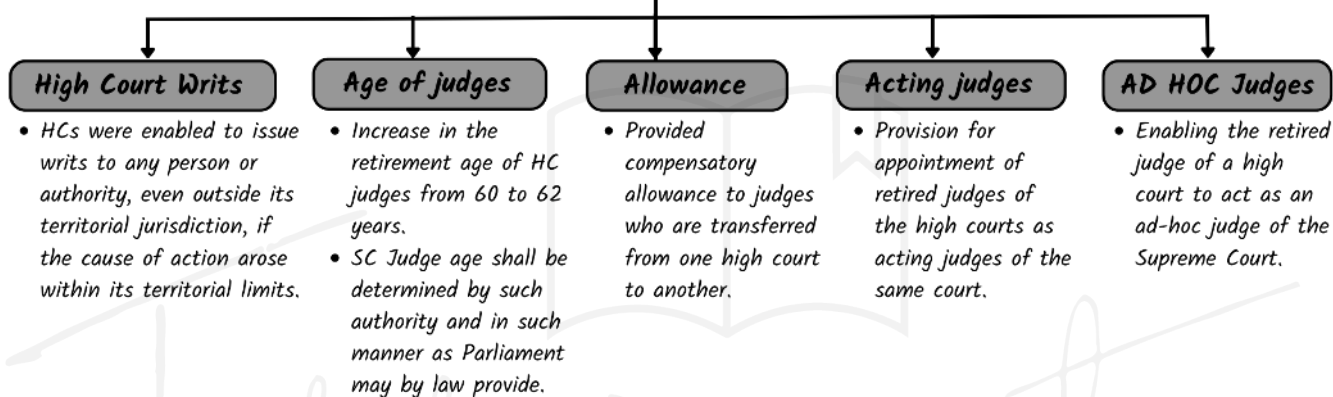 High Court Writs
• HCs were enabled to issue
writs to any person or
authority, even outside its
territorial jurisdiction, if
the cause of action arose
within its territorial limits.
Age of judges
• Increase in the
retirement age of HC
judges from 60 to 62
years.
• SC Judge age shall be
determined by such
authority and in such
manner as Parliament
may by law provide.
Allowance
• Provided
compensatory
allowance to judges
who are transferred
from one high court
to another.
Acting judges
• Provision for
appointment of
retired judges of
the high courts as
acting judges of the
same court.
AD HOC Judges
• Enabling the retired
judge of a high
court to act as an
ad-hoc judge of the
Supreme Court.